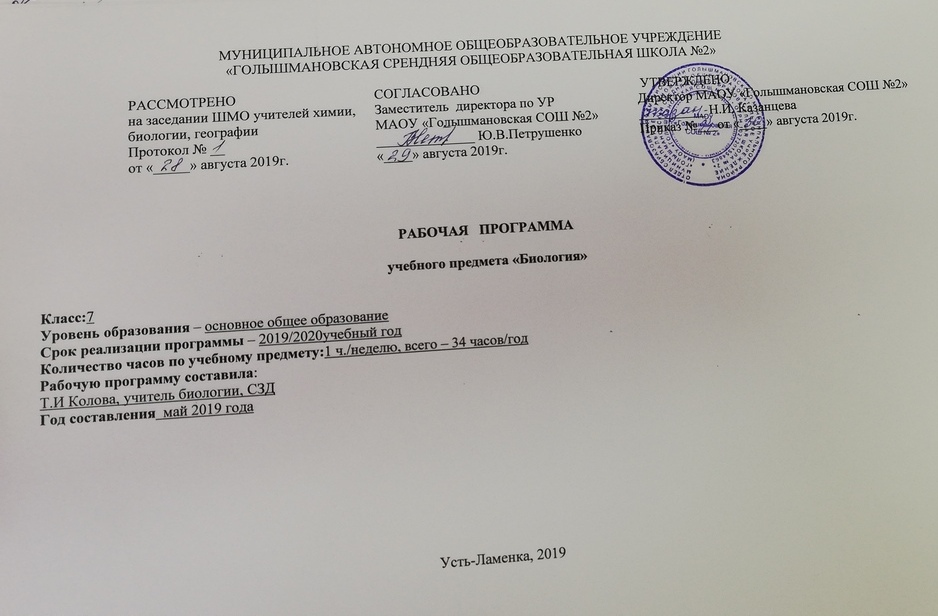 МУНИЦИПАЛЬНОЕ АВТОНОМНОЕ ОБЩЕОБРАЗОВАТЕЛЬНОЕ УЧРЕЖДЕНИЕ
«ГОЛЫШМАНОВСКАЯ СРЕНДНЯЯ ОБЩЕОБРАЗОВАТЕЛЬНАЯ ШКОЛА №2»
РАССМОТРЕНО
на заседании ШМО учителей химии,
биологии, географии
Протокол № 1
от «28» августа 2019г.
СОГЛАСОВАНО
Заместитель директора по УР
МАОУ «Голышмановская СОШ №2»
Ю.В.Петрушенко
«29» августа 2019г.
УТВЕРЖДЕНО
Директор МАОУ «Голышмановская СОШ №2»
Н.И. Казанцева
Приказ № от « » августа 2019г.
РАБОЧАЯ ПРОГРАММА
учебного предмета «Биология»
Класс:7
Уровень образования – основное общее образование
Срок реализации программы – 2019/2020учебный год
Количество часов по учебному предмету:1 ч./неделю, всего – 34 часов/год
Рабочую программу составила:
Т.И Колова, учитель биологии, СЗД
Год составления май 2019 года
Усть-Ламенка, 2019